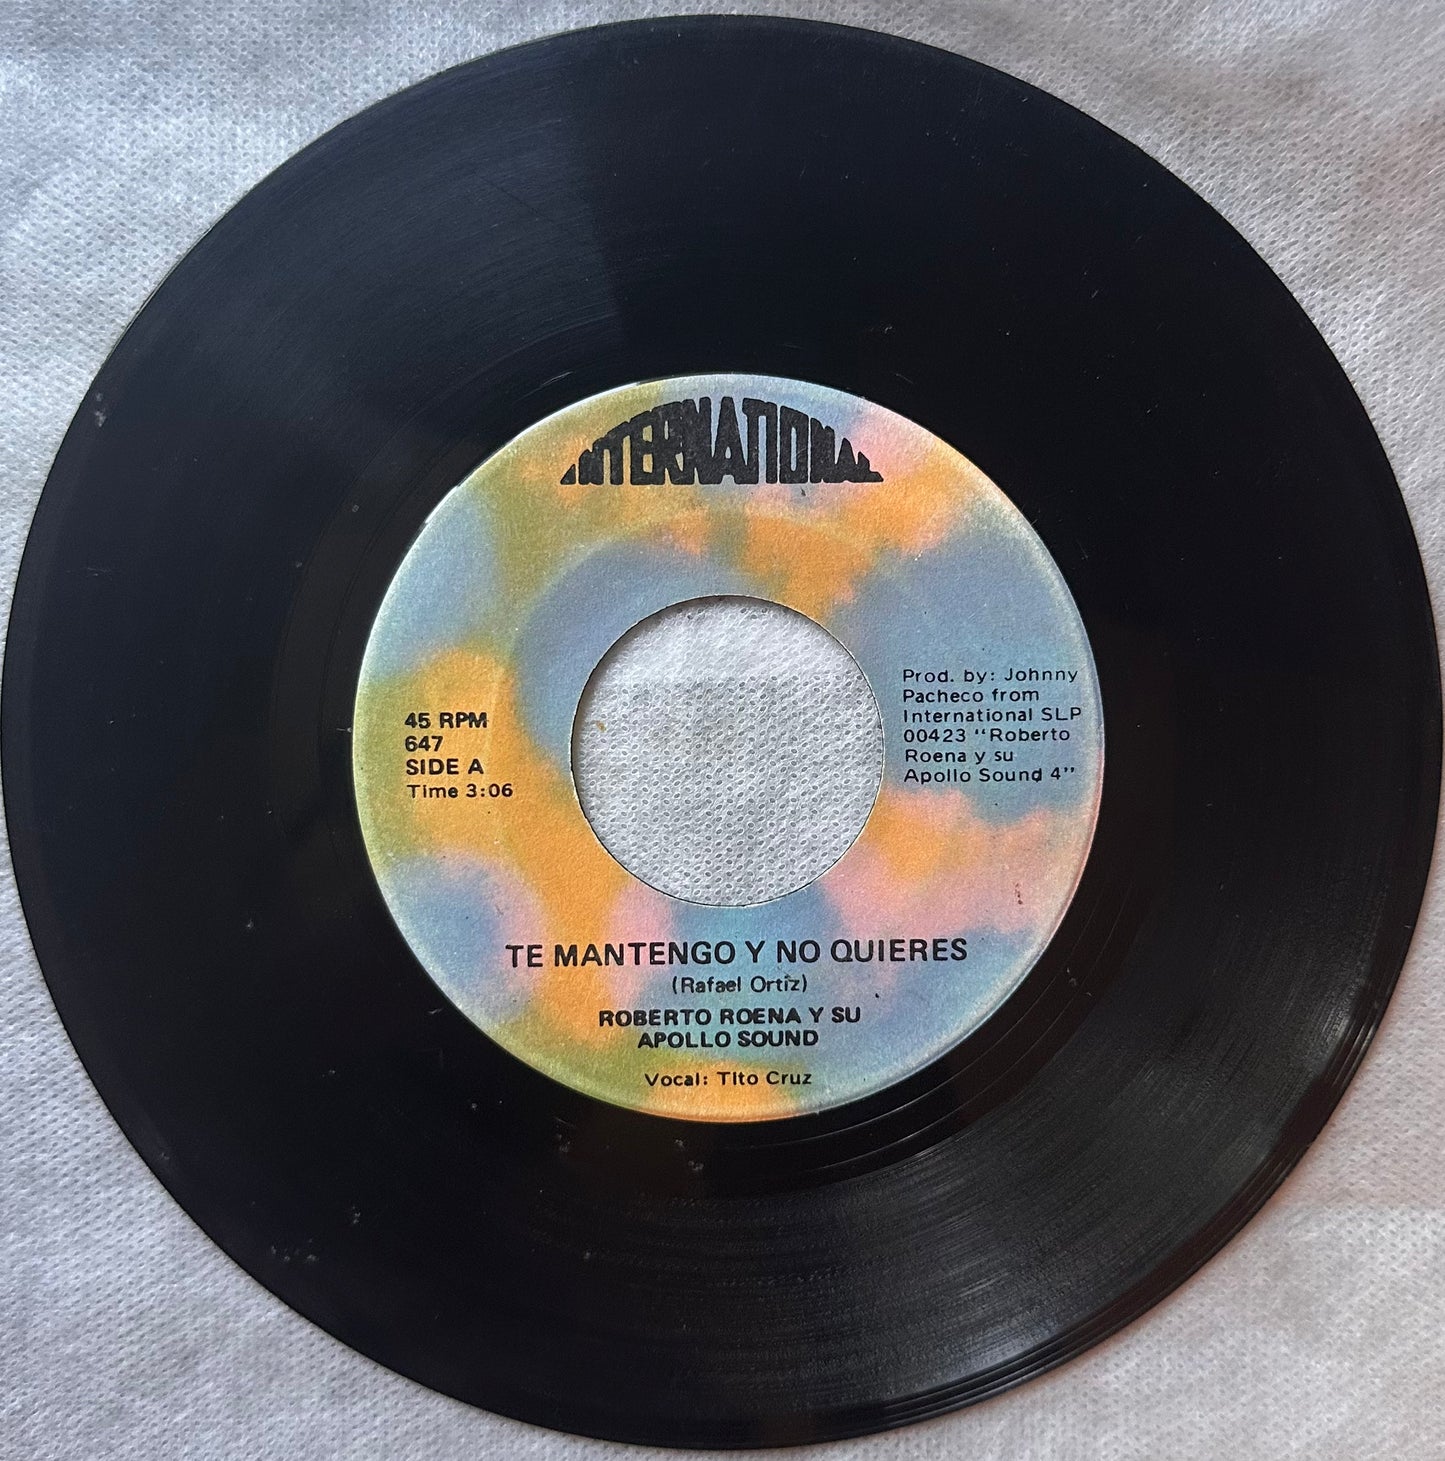 INTERNATIONAL
45 RPM
647
SIDE A
Time 3:06
Prod. by: Johnny
Pacheco from
International SLP
00423 "Roberto
Roena y su
Apollo Sound 4"
TE MANTENGO Y NO QUIERES
(Rafael Ortiz)
ROBERTO ROENA Y SU
APOLLO SOUND
Vocal: Tito Cruz